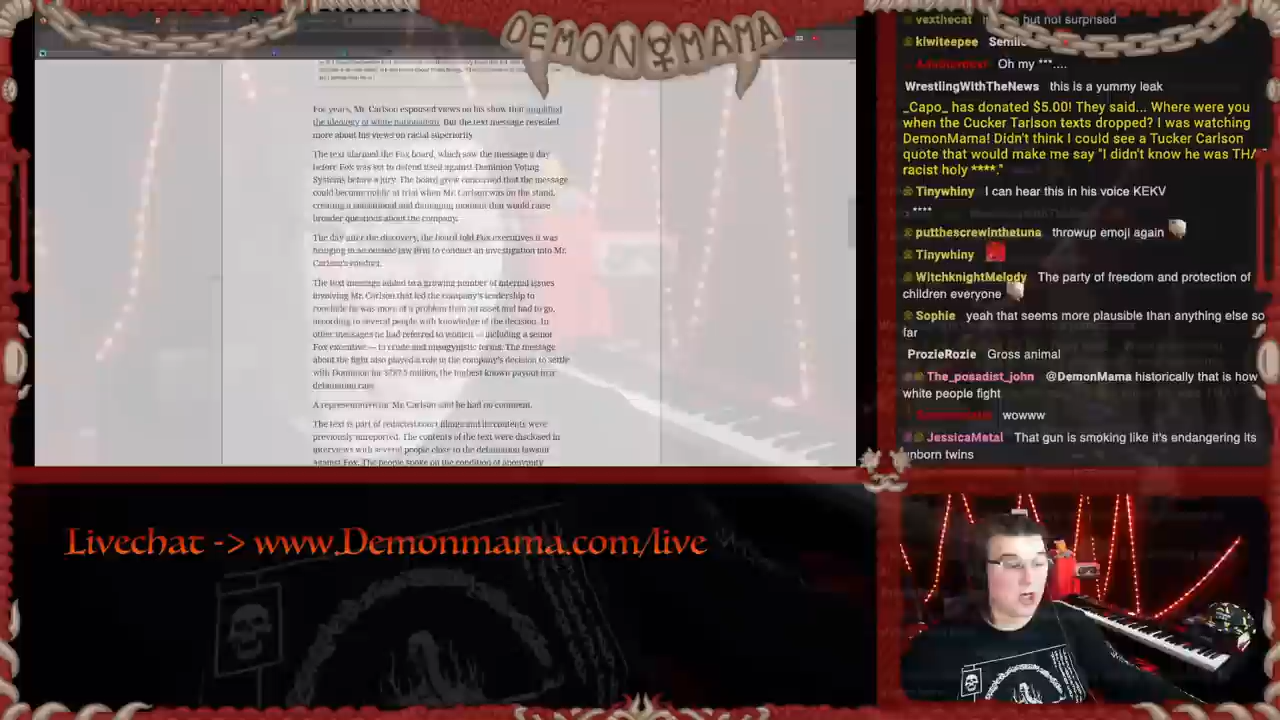 DEMON MAMA
For years, Mr. Carlson espoused views on his show that amplified
the ideology of white nationalism. But the text message revealed
more about his views on racial superiority.
The text alarmed the Fox board, which saw the message a day
before Fox was set to defend itself against Dominion Voting
Systems before a jury. The board grew concerned that the message
could become public at trial when Mr. Carlson was on the stand,
creating a sensational and damaging moment that would raise
broader questions about the company.
The day after the discovery, the board told Fox executives it was
bringing in an outside law firm to conduct an investigation into Mr.
Carlson's conduct.
The text message added to a growing number of internal issues
involving Mr. Carlson that led the company's leadership to
conclude he was more of a problem than an asset and had to go,
according to several people with knowledge of the decision. In
other messages he had referred to women — including a senior
Fox executive — in crude and misogynistic terms. The message
about the fight also played a role in the company's decision to settle
with Dominion for $787.5 million, the highest known payout in a
defamation case.
A representative for Mr. Carlson said he had no comment.
The text is part of redacted court filings and its contents were
previously unreported. The contents of the text were disclosed in
interviews with several people close to the defamation lawsuit
against Fox. The people spoke on the condition of anonymity
vexthecat but not surprised
kiwiteepee
Oh my ***....
WrestlingWithTheNews this is a yummy leak
_Capo_ has donated $5.00! They said... Where were you
when the Cucker Tarlson texts dropped? I was watching
DemonMama! Didn't think I could see a Tucker Carlson
quote that would make me say "I didn't know he was THA
racist holy ****."
Tinywhiny I can hear this in his voice KEKV
****
putthescrewinthetuna throwup emoji again
Tinywhiny
WitchknightMelody The party of freedom and protection of
children everyone
Sophie yeah that seems more plausible than anything else so
far
ProzieRozie Gross animal
The_posadist_john @DemonMama historically that is how
white people fight
wowww
JessicaMetal That gun is smoking like it's endangering its
unborn twins
Livechat -> www.Demonmama.com/live